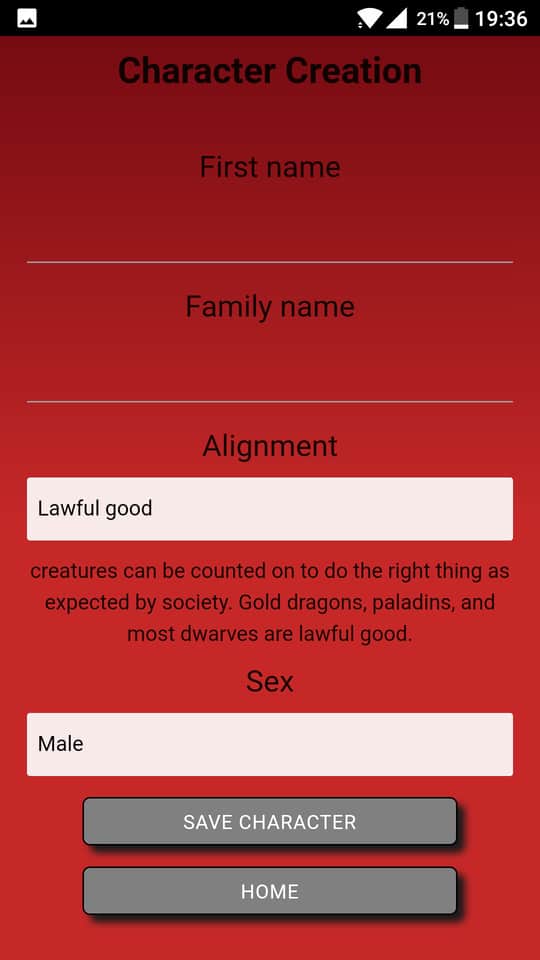 21% 19:36
Character Creation
First name
Family name
Alignment
Lawful good
creatures can be counted on to do the right thing as
expected by society. Gold dragons, paladins, and
most dwarves are lawful good.
Sex
Male
SAVE CHARACTER
HOME